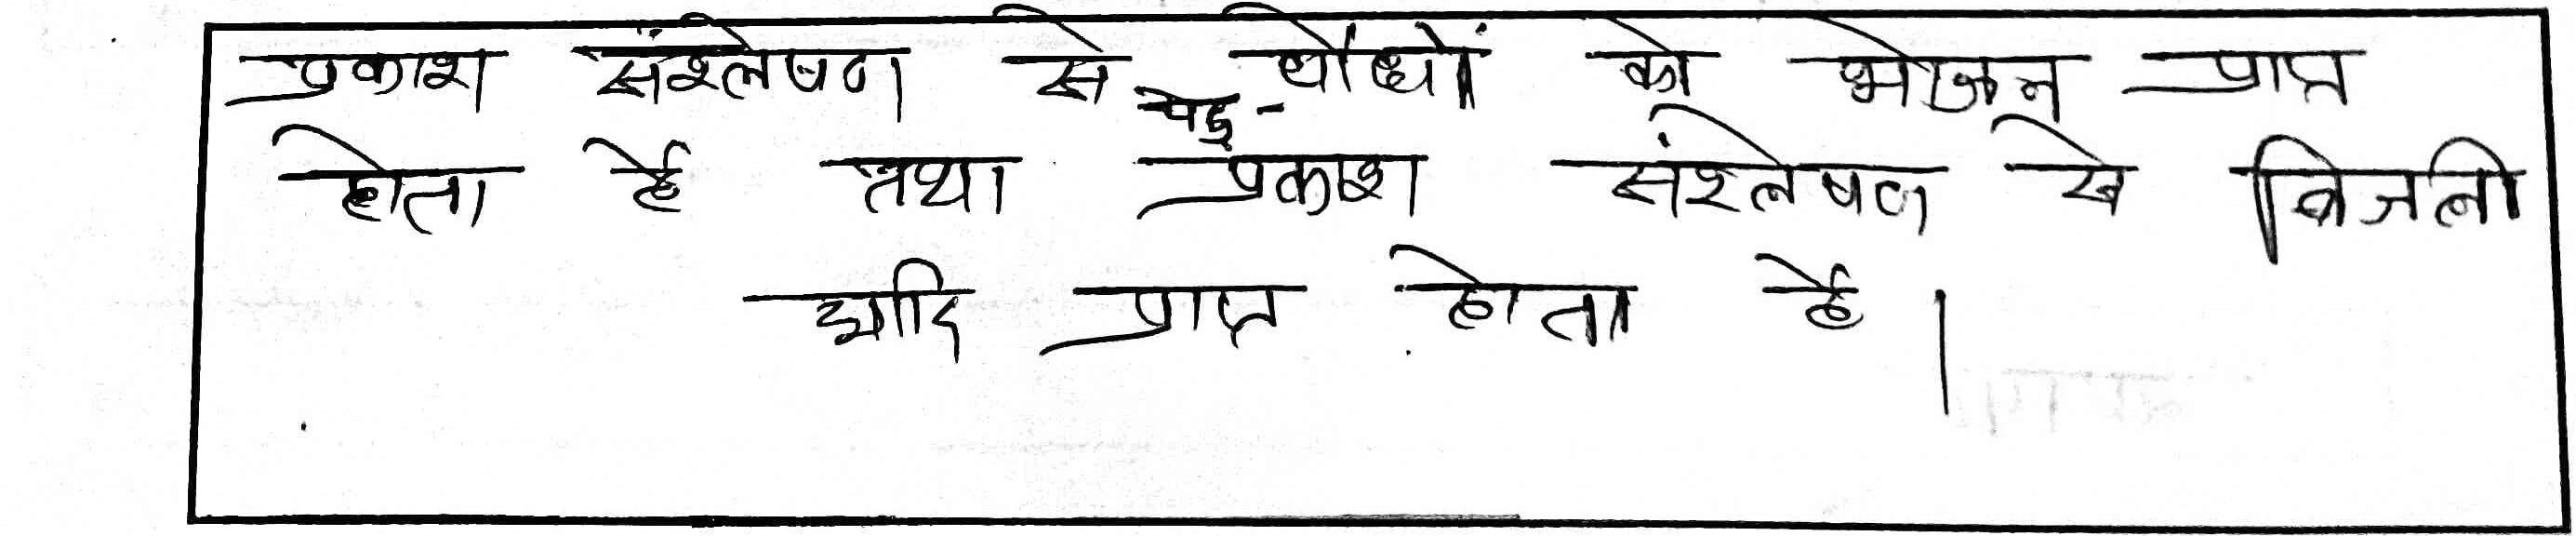 प्रकाश संश्लेषण से पेड़-पौधों को भोजन प्राप्त
होता है तथा प्रकाश संश्लेषण से बिजली
आदि प्राप्त होता है।